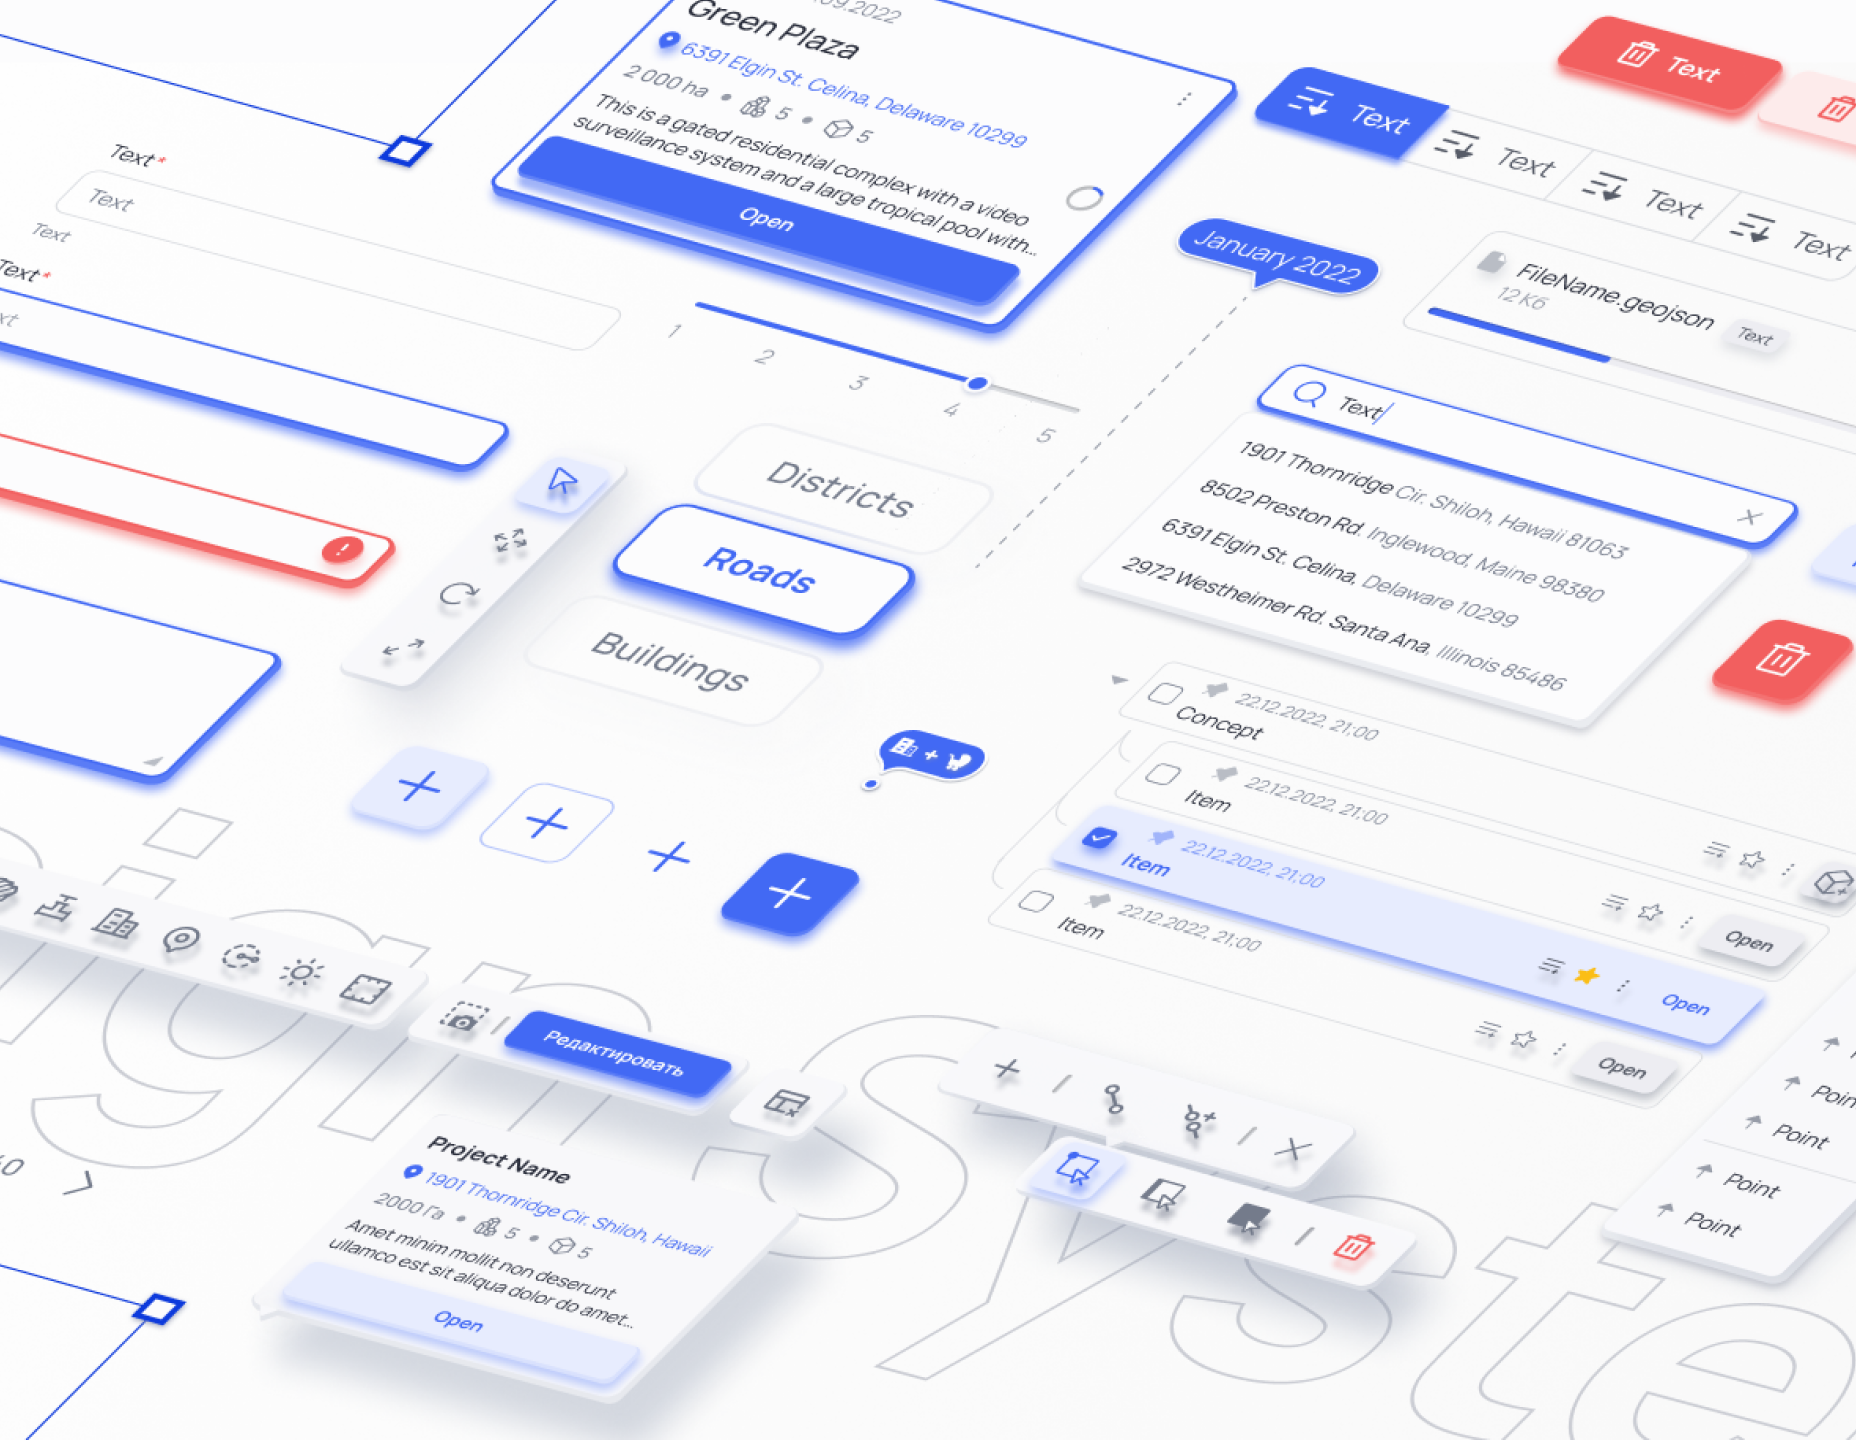 .09.2022
Green Plaza
6391 Elgin St. Celina, Delaware 10299
2 000 ha • 5 • 5
This is a gated residential complex with a video
surveillance system and a large tropical pool with...
Open
Text
Text
Text
Text
Text
Text
Text *
Text
Text
Text *
January 2022
FileName.geojson
Text
12 Кб
1
2
3
4
5
Text
1901 Thornridge Cir. Shiloh, Hawaii 81063
8502 Preston Rd. Inglewood, Maine 98380
6391 Elgin St. Celina, Delaware 10299
2972 Westheimer Rd. Santa Ana, Illinois 85486
Districts
Roads
Buildings
22.12.2022, 21:00
Concept
22.12.2022, 21:00
Item
Open
22.12.2022, 21:00
Item
Open
22.12.2022, 21:00
Item
Open
Редактировать
Project Name
1901 Thornridge Cir. Shiloh, Hawaii
2000 Га • 5 • 5
Amet minim mollit non deserunt
ullamco est sit aliqua dolor do amet...
Open
Point
Point
Point